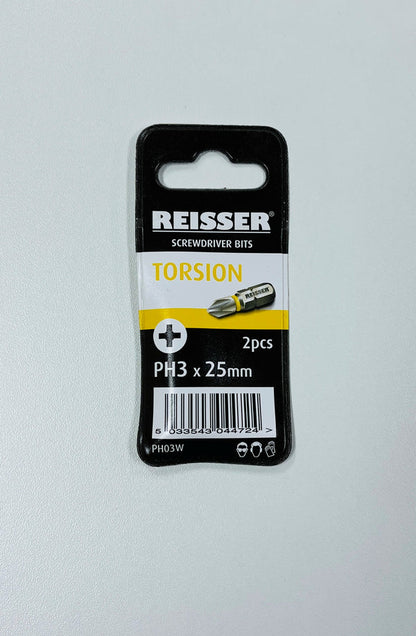 REISSER®
SCREWDRIVER BITS
TORSION
REISSER
2pcs
PH3 x 25mm
5 033543 044724 >
PH03W